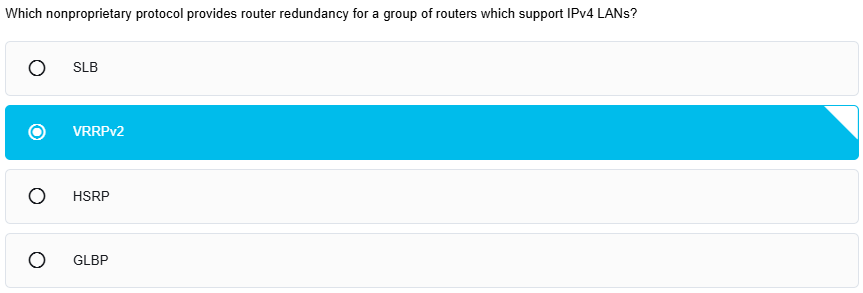 Which nonproprietary protocol provides router redundancy for a group of routers which support IPv4 LANs?
SLB
VRRPv2
HSRP
GLBP